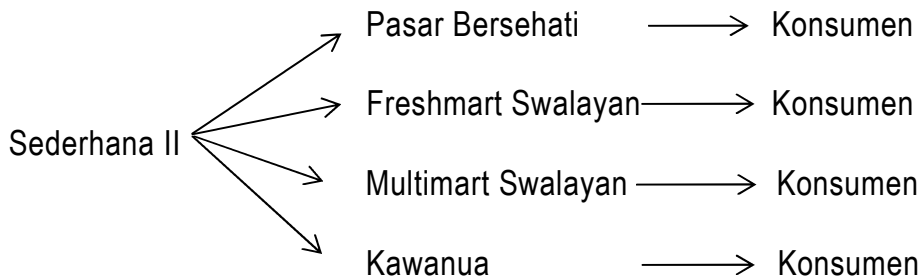 Pasar Bersehati Konsumen
Freshmart Swalayan Konsumen
Sederhana II
Multimart Swalayan Konsumen
Kawanua Konsumen